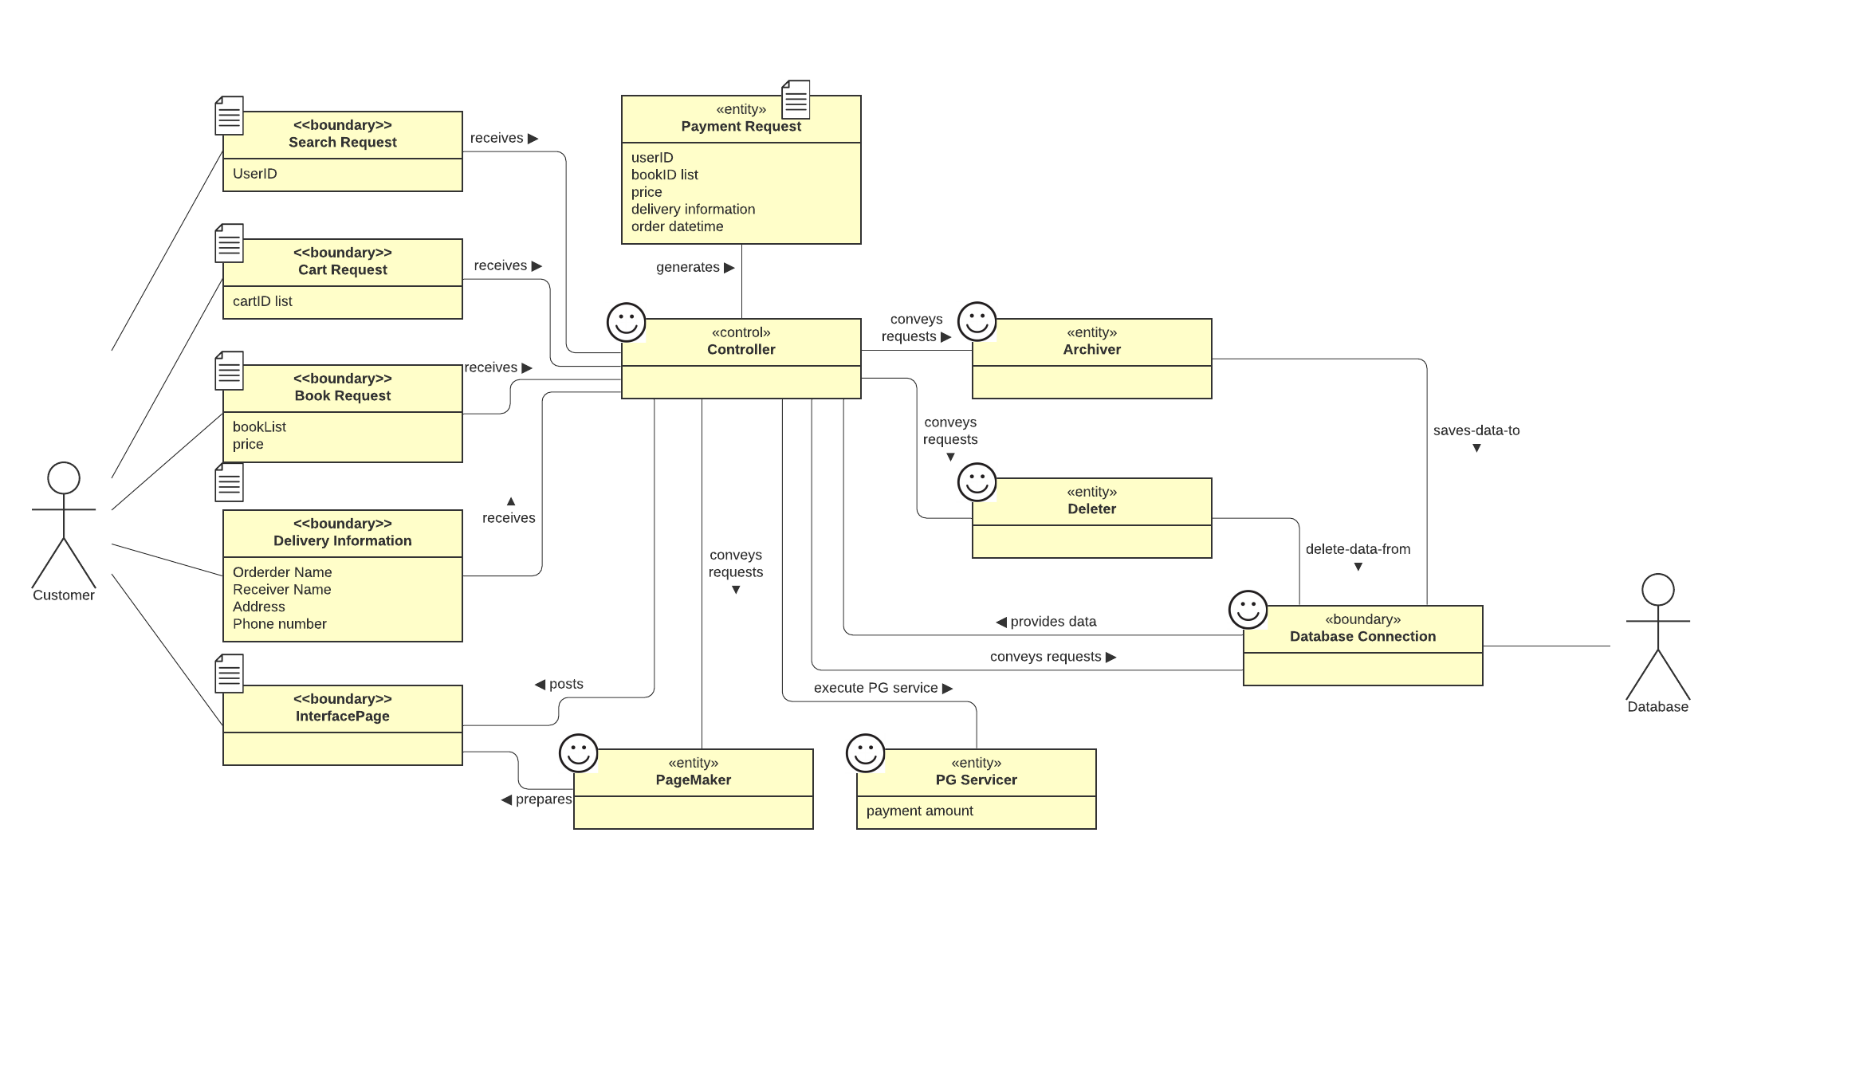 <<boundary>>
Search Request
UserID
receives ▶
<<boundary>>
Cart Request
cartID list
receives ▶
<<boundary>>
Book Request
bookList
price
receives ▶
<<boundary>>
Delivery Information
Orderder Name
Receiver Name
Address
Phone number
▲
receives
<<boundary>>
InterfacePage
◀ posts
◀ prepares
Customer
«entity»
Payment Request
userID
bookID list
price
delivery information
order datetime
generates ▶
«control»
Controller
conveys
requests ▶
«entity»
Archiver
conveys
requests
▼
«entity»
Deleter
saves-data-to
▼
delete-data-from
▼
conveys
requests
▼
◀ provides data
conveys requests ▶
execute PG service ▶
«boundary»
Database Connection
Database
«entity»
PageMaker
«entity»
PG Servicer
payment amount